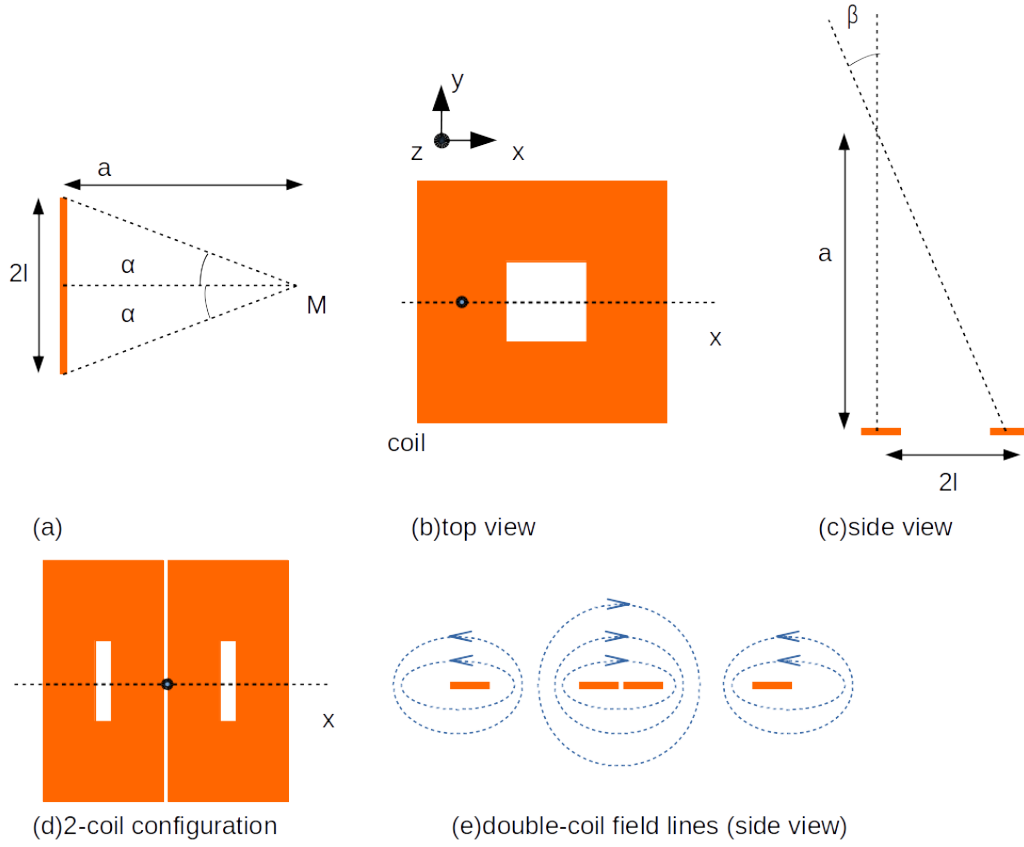 a
2l
α
α
M
(a)
y
z
x
x
coil
(b)top view
β
a
2l
(c)side view
x
(d)2-coil configuration
(e)double-coil field lines (side view)